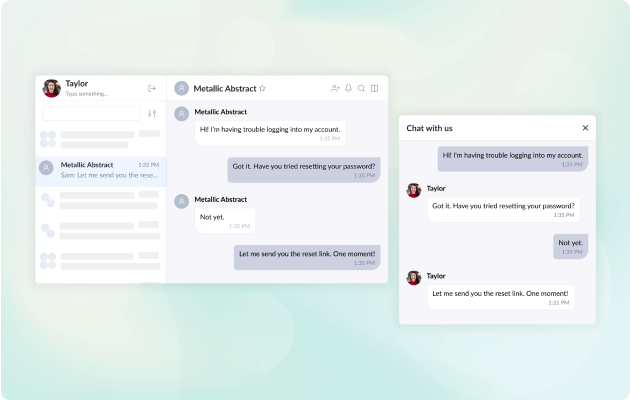 Taylor
Type something...
Metallic Abstract
1:35 PM
Sam: Let me send you the rese...
Metallic Abstract
Metallic Abstract
Hi! I'm having trouble logging into my account.
1:35 PM
Got it. Have you tried resetting your password?
1:35 PM
Metallic Abstract
Not yet.
1:35 PM
Let me send you the reset link. One moment!
1:35 PM
Chat with us
Hi! I'm having trouble logging into my account.
1:35 PM
Taylor
Got it. Have you tried resetting your password?
1:35 PM
Not yet.
1:35 PM
Taylor
Let me send you the reset link. One moment!
1:35 PM